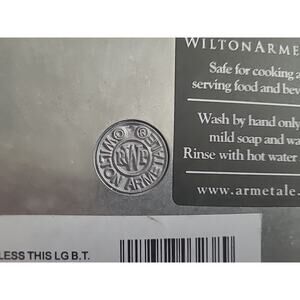 WILTONARME
Safe for cooking a
serving food and bev
Wash by hand only
mild soap and wa
Rinse with hot water
www.armetale.
WILTON ARMETALE
RWP
LESS THIS LG B.T.